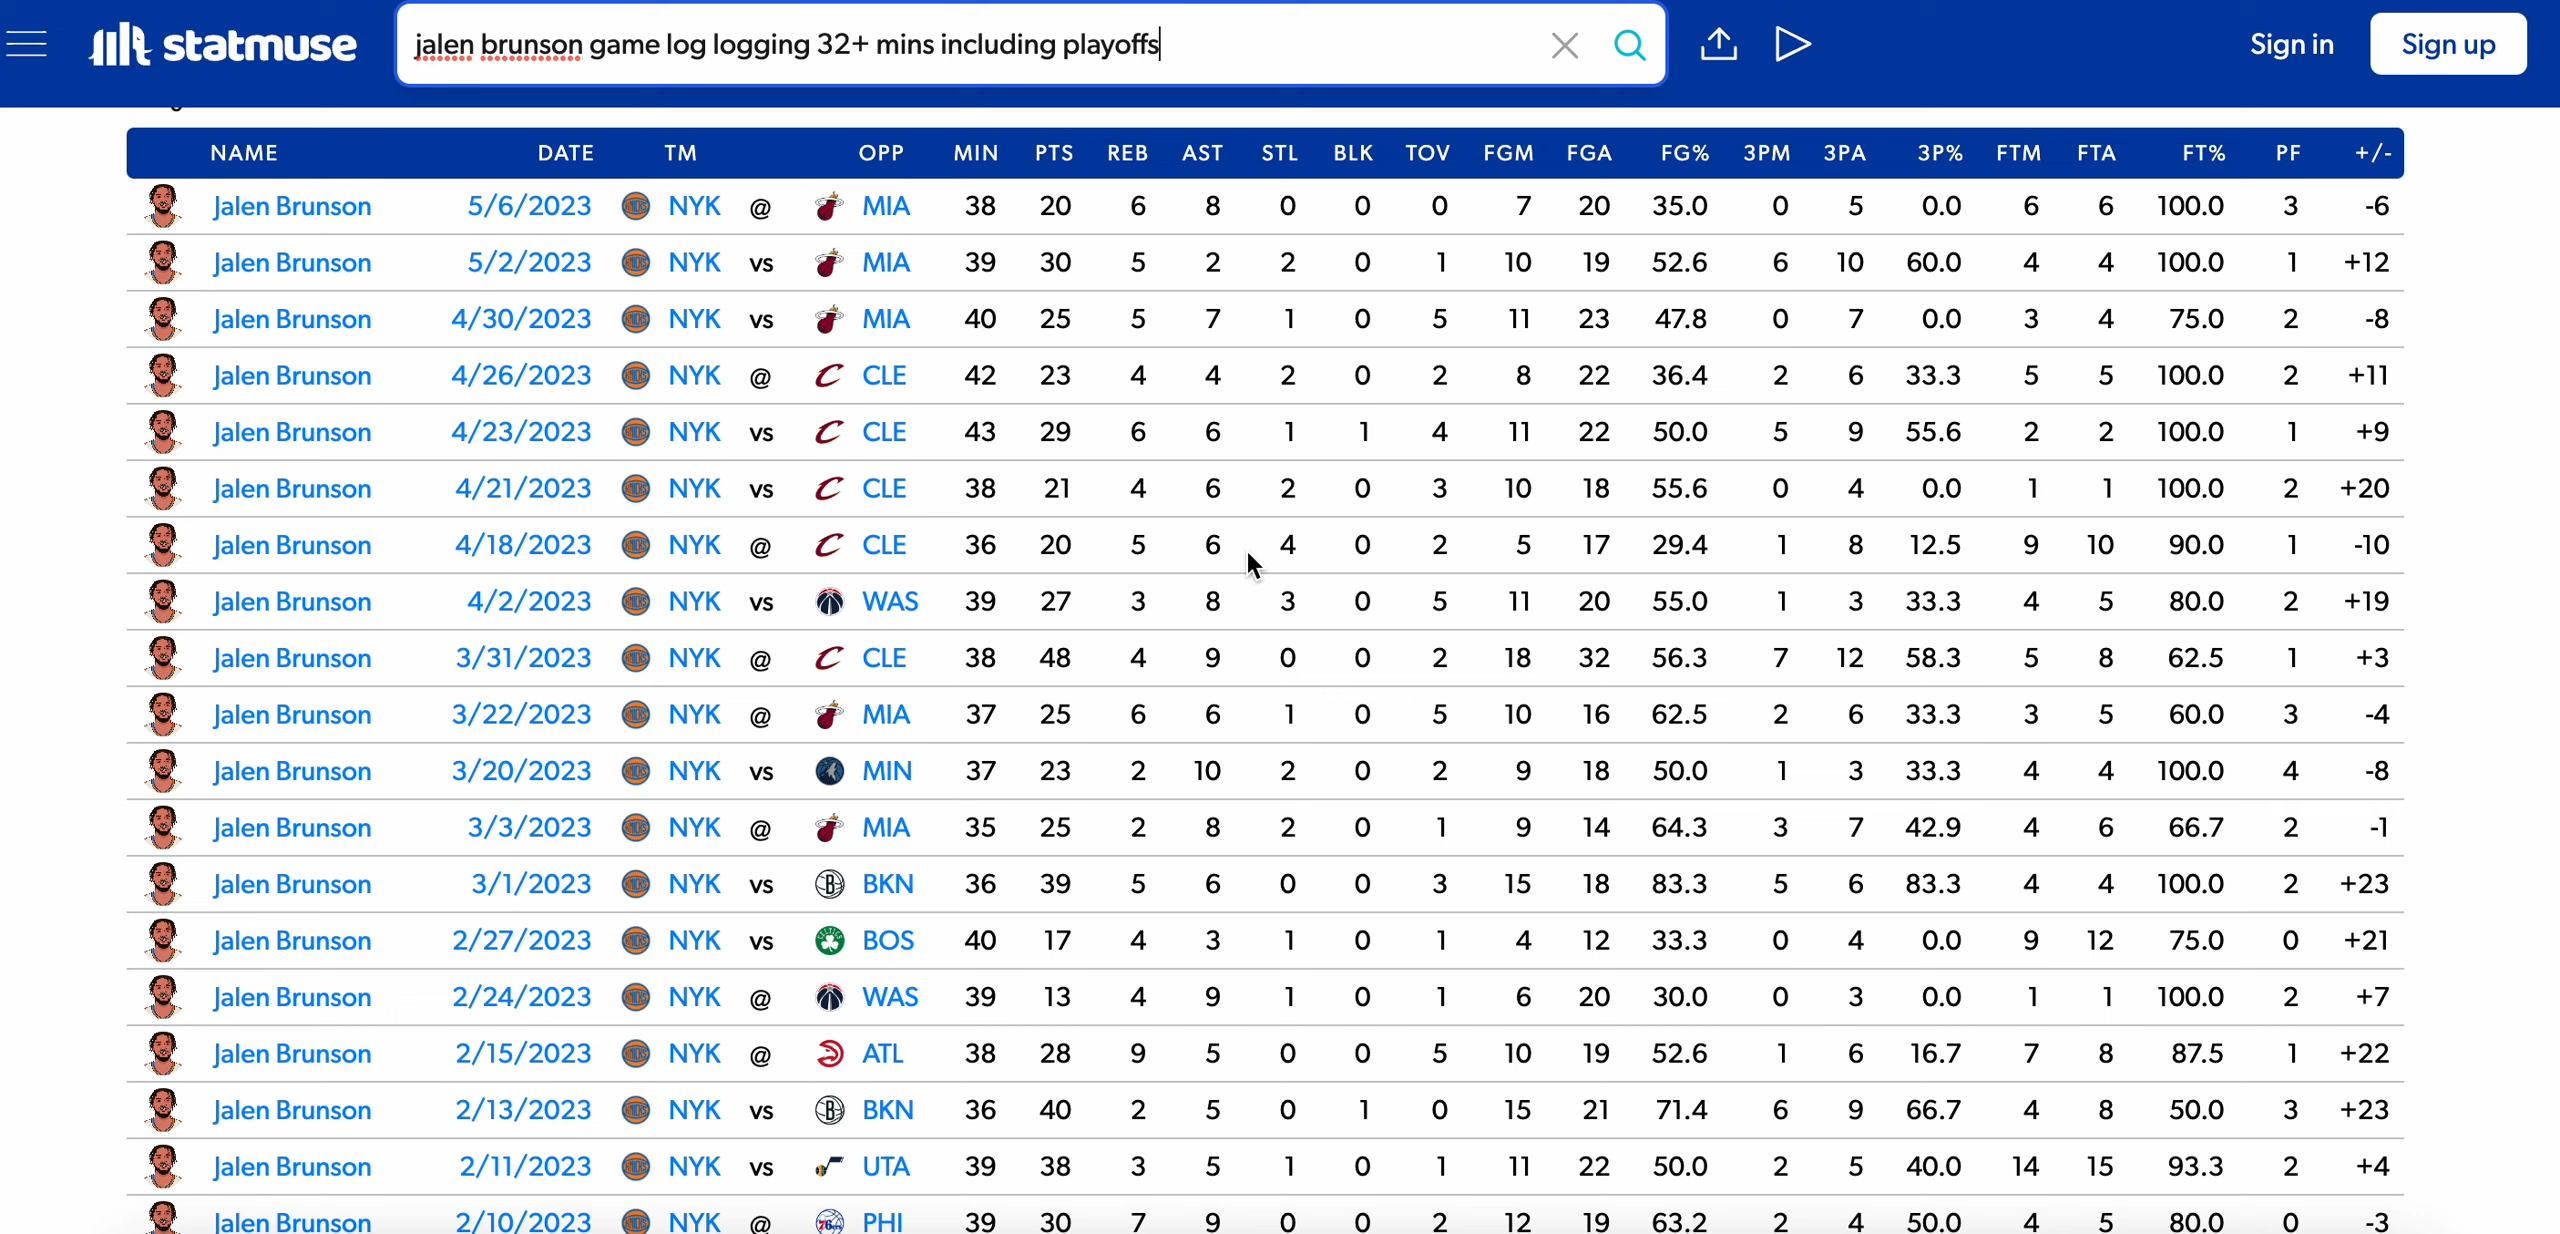 statmuse
jalen brunson game log logging 32+ mins including playoffs
Sign in
Sign up
NAME DATE TM OPP MIN PTS REB AST STL BLK TOV FGM FGA FG% 3PM 3PA 3P% FTM FTA FT% PF +/-
Jalen Brunson 5/6/2023 NYK @ MIA 38 20 6 8 0 0 0 7 20 35.0 0 5 0.0 6 6 100.0 3 -6
Jalen Brunson 5/2/2023 NYK vs MIA 39 30 5 2 2 0 1 10 19 52.6 6 10 60.0 4 4 100.0 1 +12
Jalen Brunson 4/30/2023 NYK vs MIA 40 25 5 7 1 0 5 11 23 47.8 0 7 0.0 3 4 75.0 2 -8
Jalen Brunson 4/26/2023 NYK @ CLE 42 23 4 4 2 0 2 8 22 36.4 2 6 33.3 5 5 100.0 2 +11
Jalen Brunson 4/23/2023 NYK vs CLE 43 29 6 6 1 1 4 11 22 50.0 5 9 55.6 2 2 100.0 1 +9
Jalen Brunson 4/21/2023 NYK vs CLE 38 21 4 6 2 0 3 10 18 55.6 0 4 0.0 1 1 100.0 2 +20
Jalen Brunson 4/18/2023 NYK @ CLE 36 20 5 6 4 0 2 5 17 29.4 1 8 12.5 9 10 90.0 1 -10
Jalen Brunson 4/2/2023 NYK vs WAS 39 27 3 8 3 0 5 11 20 55.0 1 3 33.3 4 5 80.0 2 +19
Jalen Brunson 3/31/2023 NYK @ CLE 38 48 4 9 0 0 2 18 32 56.3 7 12 58.3 5 8 62.5 1 +3
Jalen Brunson 3/22/2023 NYK @ MIA 37 25 6 6 1 0 5 10 16 62.5 2 6 33.3 3 5 60.0 3 -4
Jalen Brunson 3/20/2023 NYK vs MIN 37 23 2 10 2 0 2 9 18 50.0 1 3 33.3 4 4 100.0 4 -8
Jalen Brunson 3/3/2023 NYK @ MIA 35 25 2 8 2 0 1 9 14 64.3 3 7 42.9 4 6 66.7 2 -1
Jalen Brunson 3/1/2023 NYK vs BKN 36 39 5 6 0 0 3 15 18 83.3 5 6 83.3 4 4 100.0 2 +23
Jalen Brunson 2/27/2023 NYK vs BOS 40 17 4 3 1 0 1 4 12 33.3 0 4 0.0 9 12 75.0 0 +21
Jalen Brunson 2/24/2023 NYK @ WAS 39 13 4 9 1 0 1 6 20 30.0 0 3 0.0 1 1 100.0 2 +7
Jalen Brunson 2/15/2023 NYK @ ATL 38 28 9 5 0 0 5 10 19 52.6 1 6 16.7 7 8 87.5 1 +22
Jalen Brunson 2/13/2023 NYK vs BKN 36 40 2 5 0 1 0 15 21 71.4 6 9 66.7 4 8 50.0 3 +23
Jalen Brunson 2/11/2023 NYK vs UTA 39 38 3 5 1 0 1 11 22 50.0 2 5 40.0 14 15 93.3 2 +4
Jalen Brunson 2/10/2023 NYK @ PHI 39 30 7 9 0 0 2 12 19 63.2 2 4 50.0 4 5 80.0 0 -3